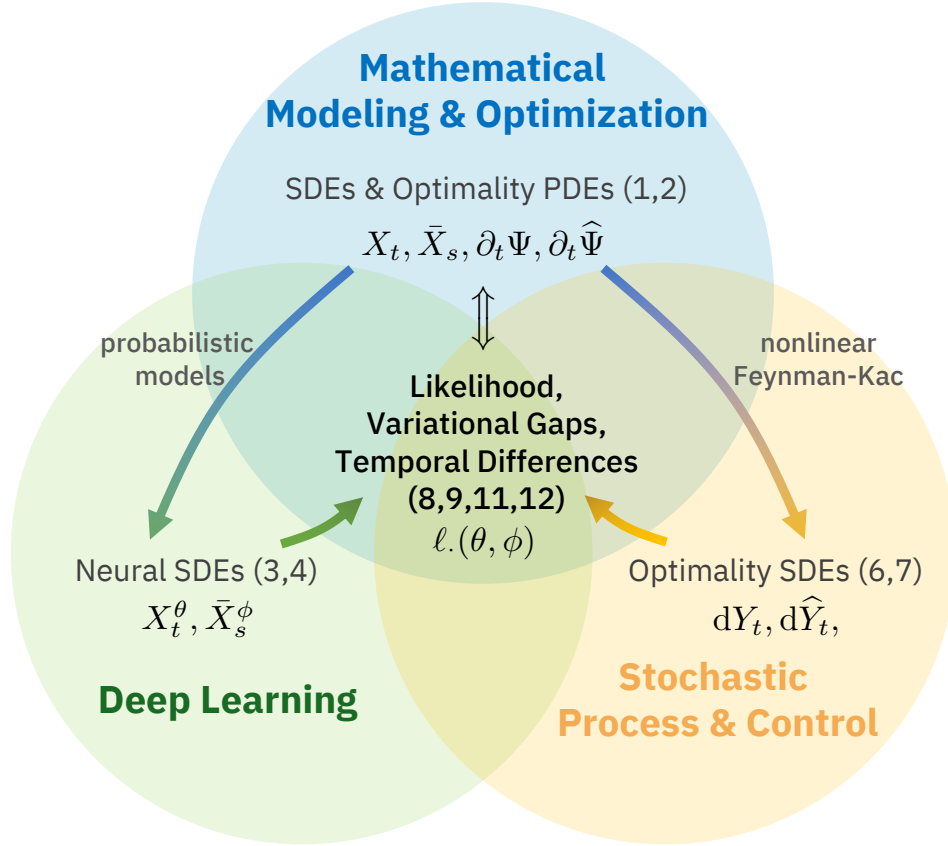 Mathematical
Modeling & Optimization
SDEs & Optimality PDEs (1,2)
X_t, X̄_s, ∂_tΨ, ∂_tΨ̂
⇕
probabilistic
models
nonlinear
Feynman-Kac
Likelihood,
Variational Gaps,
Temporal Differences
(8,9,11,12)
ℓ.(θ, ϕ)
Neural SDEs (3,4)
X_t^θ, X̄_s^ϕ
Optimality SDEs (6,7)
dY_t, dŶ_t,
Deep Learning
Stochastic
Process & Control